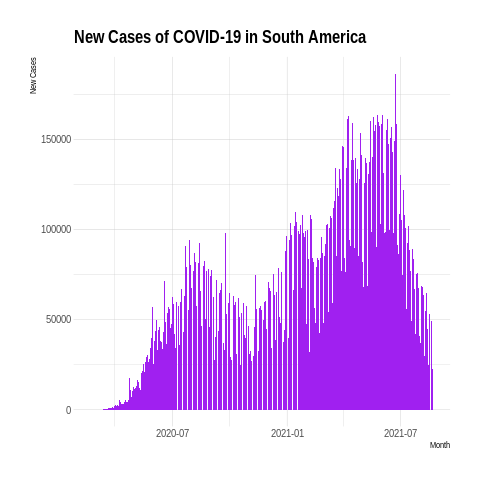 New Cases of COVID-19 in South America
New Cases
150000
100000
50000
0
2020-07
2021-01
2021-07
Month